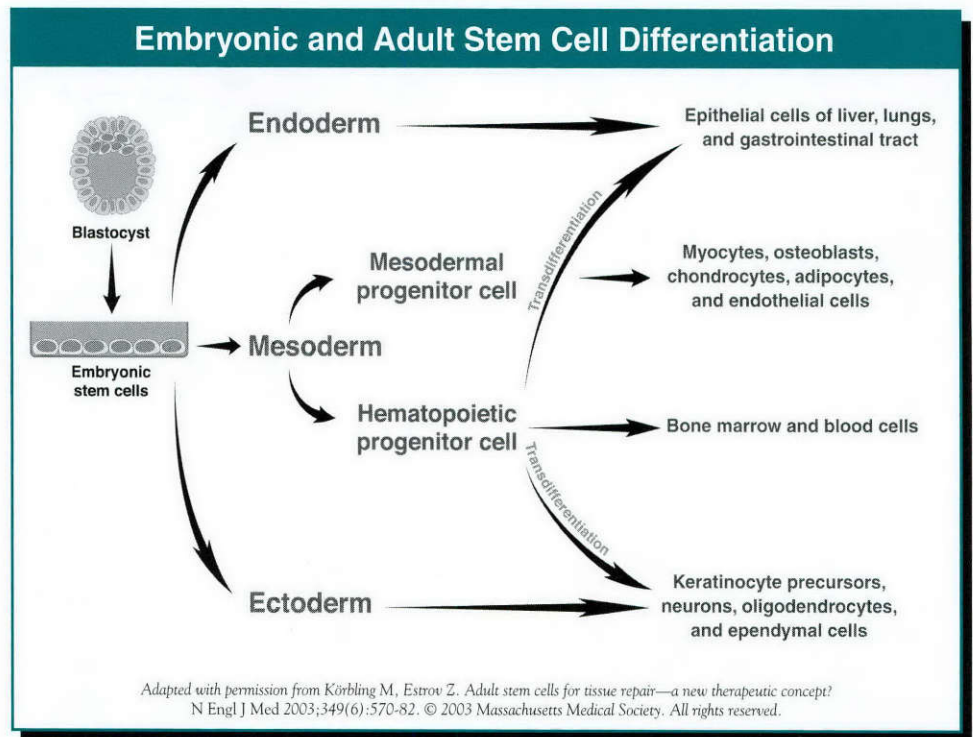 Embryonic and Adult Stem Cell Differentiation
Endoderm
Epithelial cells of liver, lungs,
and gastrointestinal tract
Blastocyst
Transdifferentiation
Mesodermal
progenitor cell
Myocytes, osteoblasts,
chondrocytes, adipocytes,
and endothelial cells
Mesoderm
Embryonic
stem cells
Hematopoietic
progenitor cell
Bone marrow and blood cells
Transdifferentiation
Ectoderm
Keratinocyte precursors,
neurons, oligodendrocytes,
and ependymal cells
Adapted with permission from Körbling M, Estrov Z. Adult stem cells for tissue repair—a new therapeutic concept?
N Engl J Med 2003;349(6):570-82. © 2003 Massachusetts Medical Society. All rights reserved.